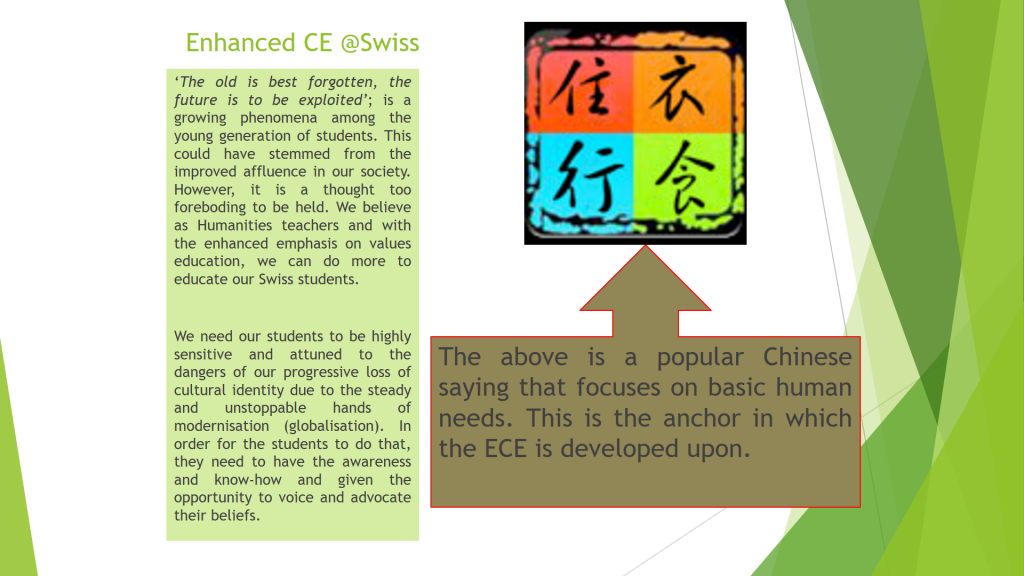 Enhanced CE @Swiss
‘The old is best forgotten, the
future is to be exploited’; is a
growing phenomena among the
young generation of students. This
could have stemmed from the
improved affluence in our society.
However, it is a thought too
foreboding to be held. We believe
as Humanities teachers and with
the enhanced emphasis on values
education, we can do more to
educate our Swiss students.
We need our students to be highly
sensitive and attuned to the
dangers of our progressive loss of
cultural identity due to the steady
and unstoppable hands of
modernisation (globalisation). In
order for the students to do that,
they need to have the awareness
and know-how and given the
opportunity to voice and advocate
their beliefs.
住 衣
行 食
The above is a popular Chinese
saying that focuses on basic human
needs. This is the anchor in which
the ECE is developed upon.